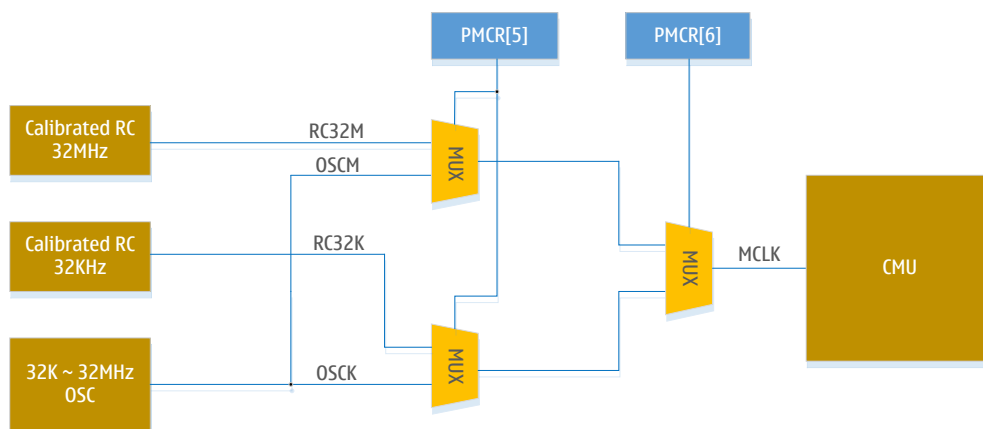 PMCR[5]
PMCR[6]
Calibrated RC
32MHz
RC32M
MUX
OSCM
Calibrated RC
32KHz
RC32K
MUX
MCLK
CMU
32K ~ 32MHz
OSC
OSCK
MUX